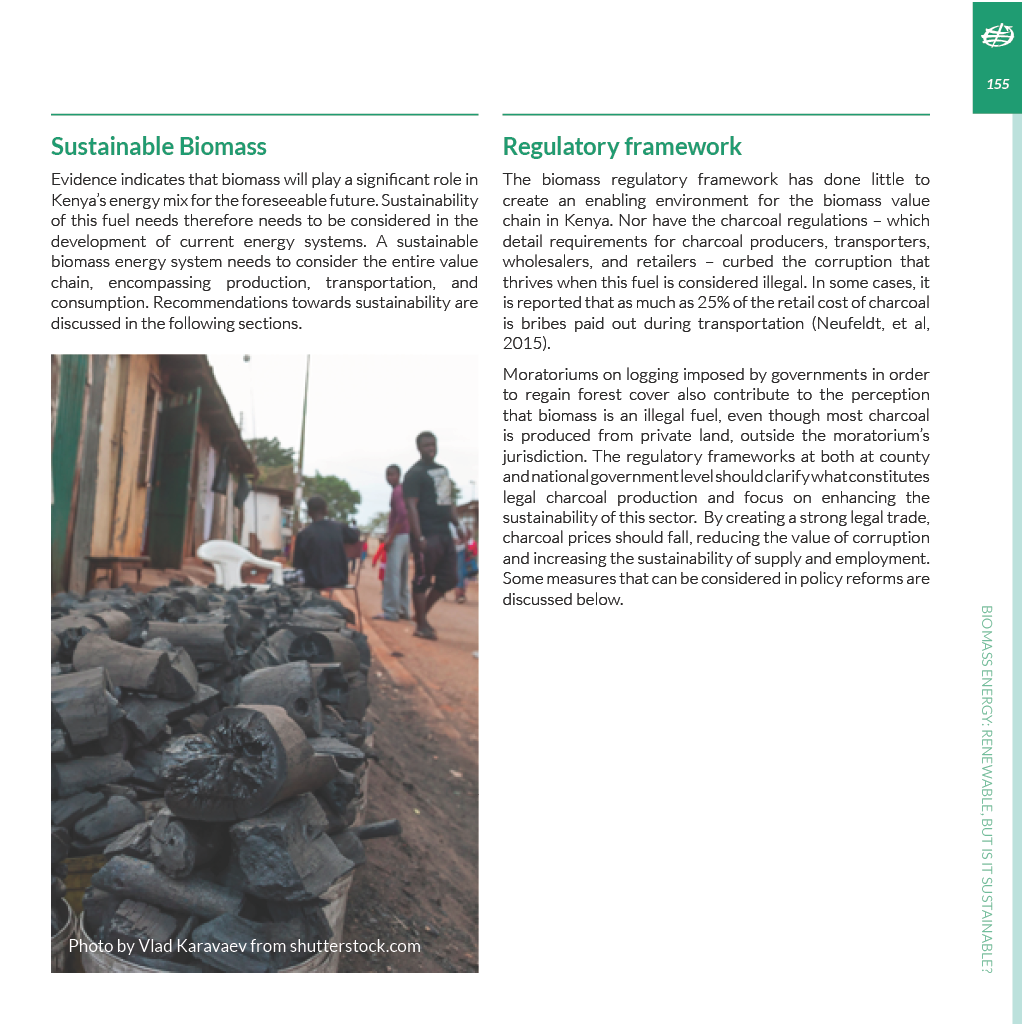 155
Sustainable Biomass
Evidence indicates that biomass will play a significant role in
Kenya's energy mix for the foreseeable future. Sustainability
of this fuel needs therefore needs to be considered in the
development of current energy systems. A sustainable
biomass energy system needs to consider the entire value
chain, encompassing production, transportation, and
consumption. Recommendations towards sustainability are
discussed in the following sections.
Photo by Vlad Karavaev from shutterstock.com
Regulatory framework
The biomass regulatory framework has done little to
create an enabling environment for the biomass value
chain in Kenya. Nor have the charcoal regulations – which
detail requirements for charcoal producers, transporters,
wholesalers, and retailers – curbed the corruption that
thrives when this fuel is considered illegal. In some cases, it
is reported that as much as 25% of the retail cost of charcoal
is bribes paid out during transportation (Neufeldt, et al,
2015).
Moratoriums on logging imposed by governments in order
to regain forest cover also contribute to the perception
that biomass is an illegal fuel, even though most charcoal
is produced from private land, outside the moratorium's
jurisdiction. The regulatory frameworks at both at county
and national government level should clarify what constitutes
legal charcoal production and focus on enhancing the
sustainability of this sector. By creating a strong legal trade,
charcoal prices should fall, reducing the value of corruption
and increasing the sustainability of supply and employment.
Some measures that can be considered in policy reforms are
discussed below.
BIOMASS ENERGY: RENEWABLE, BUT IS IT SUSTAINABLE?